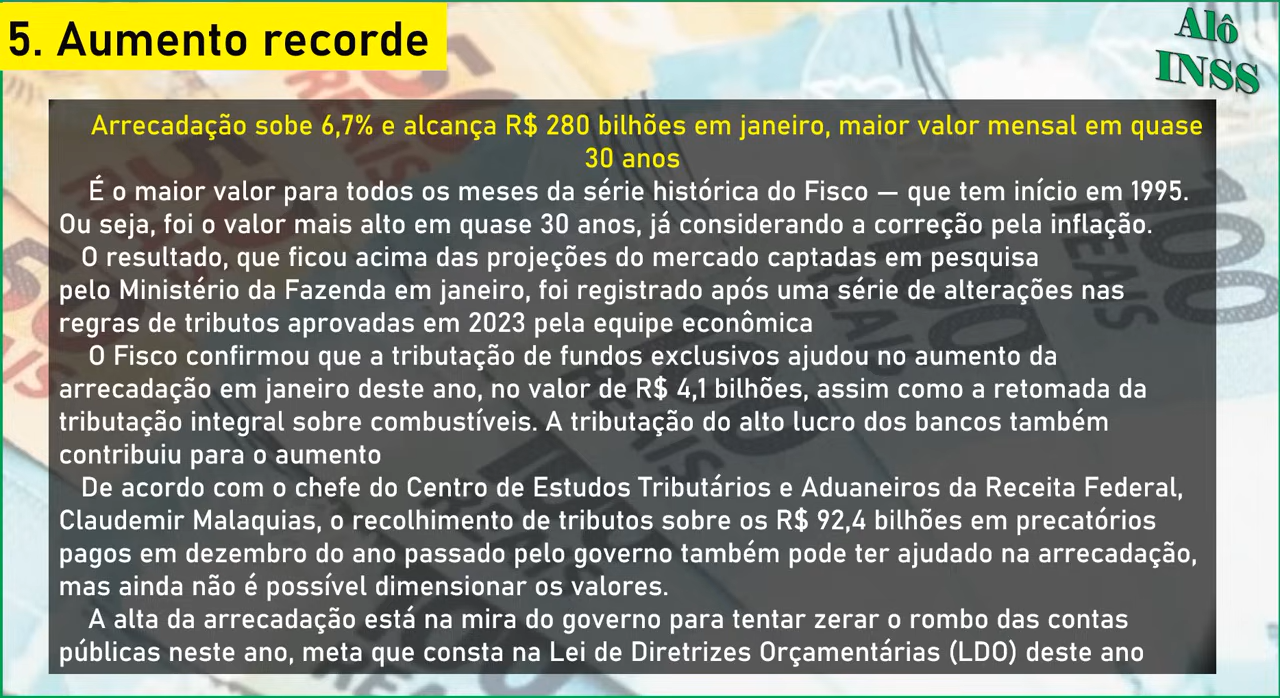 5. Aumento recorde
Alô
INSS
Arrecadação sobe 6,7% e alcança R$ 280 bilhões em janeiro, maior valor mensal em quase
30 anos
É o maior valor para todos os meses da série histórica do Fisco — que tem início em 1995.
Ou seja, foi o valor mais alto em quase 30 anos, já considerando a correção pela inflação.
O resultado, que ficou acima das projeções do mercado captadas em pesquisa
pelo Ministério da Fazenda em janeiro, foi registrado após uma série de alterações nas
regras de tributos aprovadas em 2023 pela equipe econômica
O Fisco confirmou que a tributação de fundos exclusivos ajudou no aumento da
arrecadação em janeiro deste ano, no valor de R$ 4,1 bilhões, assim como a retomada da
tributação integral sobre combustíveis. A tributação do alto lucro dos bancos também
contribuiu para o aumento
De acordo com o chefe do Centro de Estudos Tributários e Aduaneiros da Receita Federal,
Claudemir Malaquias, o recolhimento de tributos sobre os R$ 92,4 bilhões em precatórios
pagos em dezembro do ano passado pelo governo também pode ter ajudado na arrecadação,
mas ainda não é possível dimensionar os valores.
A alta da arrecadação está na mira do governo para tentar zerar o rombo das contas
públicas neste ano, meta que consta na Lei de Diretrizes Orçamentárias (LDO) deste ano